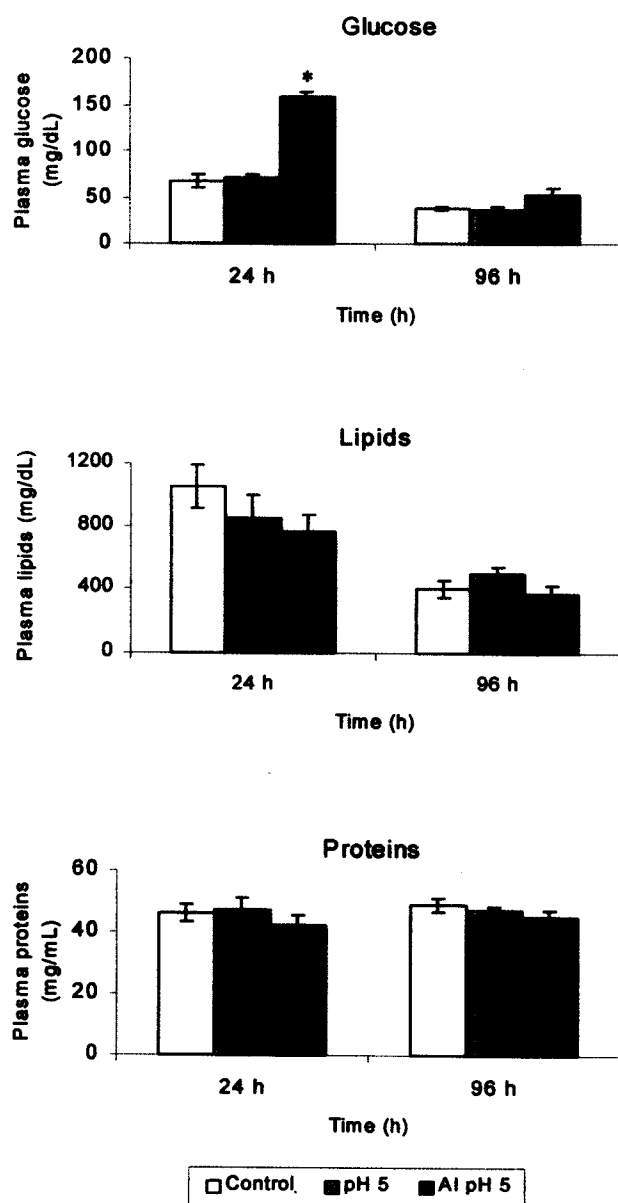 Glucose
Plasma glucose
(mg/dL)
200
150
100
50
0
*
24 h
96 h
Time (h)
Lipids
Plasma lipids (mg/dL)
1200
800
400
0
24 h
96 h
Time (h)
Proteins
Plasma proteins
(mg/mL)
60
40
20
0
24 h
96 h
Time (h)
Control pH 5 Al pH 5